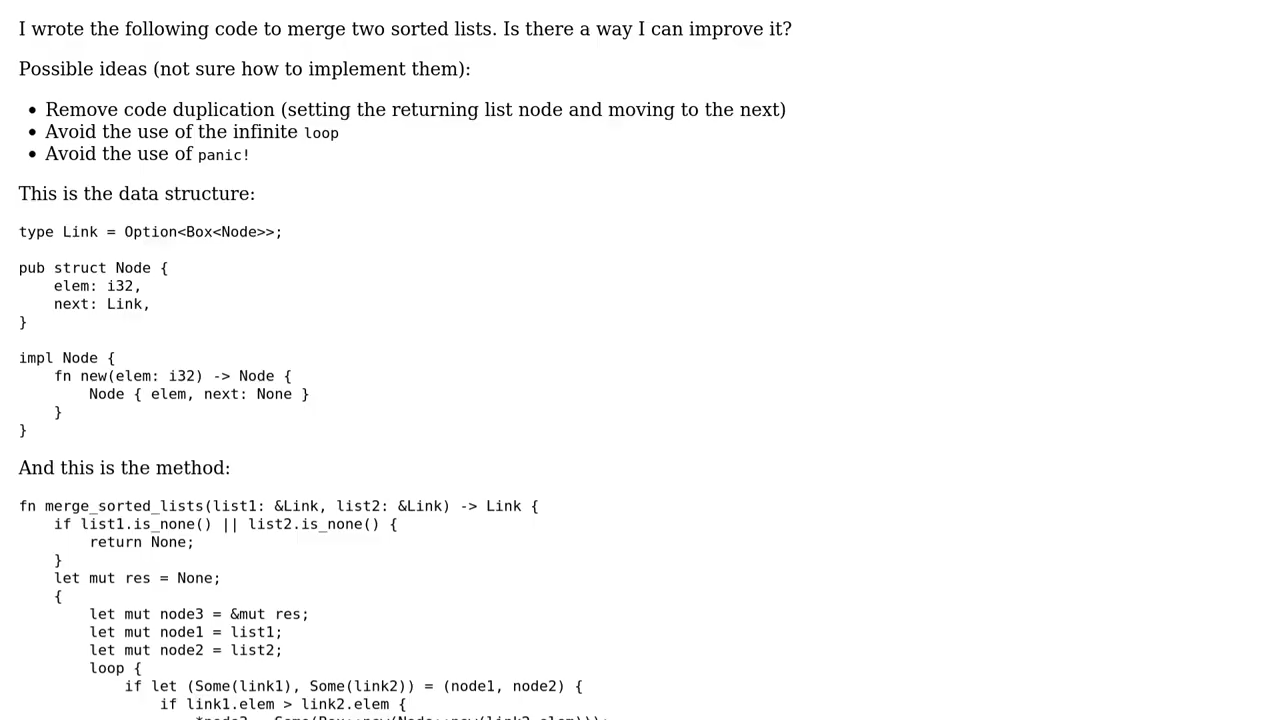 I wrote the following code to merge two sorted lists. Is there a way I can improve it?
Possible ideas (not sure how to implement them):
• Remove code duplication (setting the returning list node and moving to the next)
• Avoid the use of the infinite loop
• Avoid the use of panic!
This is the data structure:
type Link = Option<Box<Node>>;
pub struct Node {
    elem: i32,
    next: Link,
}
impl Node {
    fn new(elem: i32) -> Node {
        Node { elem, next: None }
    }
}
And this is the method:
fn merge_sorted_lists(list1: &Link, list2: &Link) -> Link {
    if list1.is_none() || list2.is_none() {
        return None;
    }
    let mut res = None;
    {
        let mut node3 = &mut res;
        let mut node1 = list1;
        let mut node2 = list2;
        loop {
            if let (Some(link1), Some(link2)) = (node1, node2) {
                if link1.elem > link2.elem {